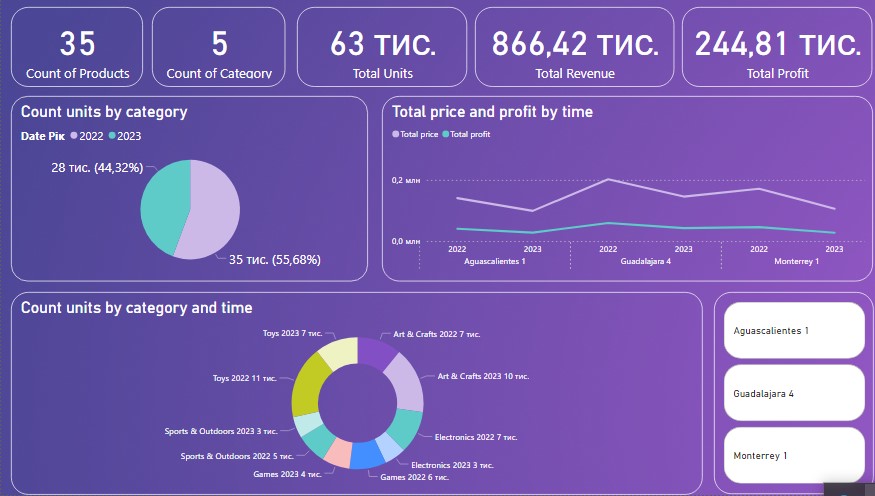 35
Count of Products
5
Count of Category
63 тис.
Total Units
866,42 тис.
Total Revenue
244,81 тис.
Total Profit
Count units by category
Date Рік 2022 2023
28 тис. (44,32%)
35 тис. (55,68%)
Total price and profit by time
Total price Total profit
0,2 млн
0,0 млн
2022 2023 2022 2023 2022 2023
Aguascalientes 1 Guadalajara 4 Monterrey 1
Count units by category and time
Toys 2023 7 тис.
Art & Crafts 2022 7 тис.
Toys 2022 11 тис.
Art & Crafts 2023 10 тис.
Sports & Outdoors 2023 3 тис.
Electronics 2022 7 тис.
Sports & Outdoors 2022 5 тис.
Electronics 2023 3 тис.
Games 2023 4 тис.
Games 2022 6 тис.
Aguascalientes 1
Guadalajara 4
Monterrey 1